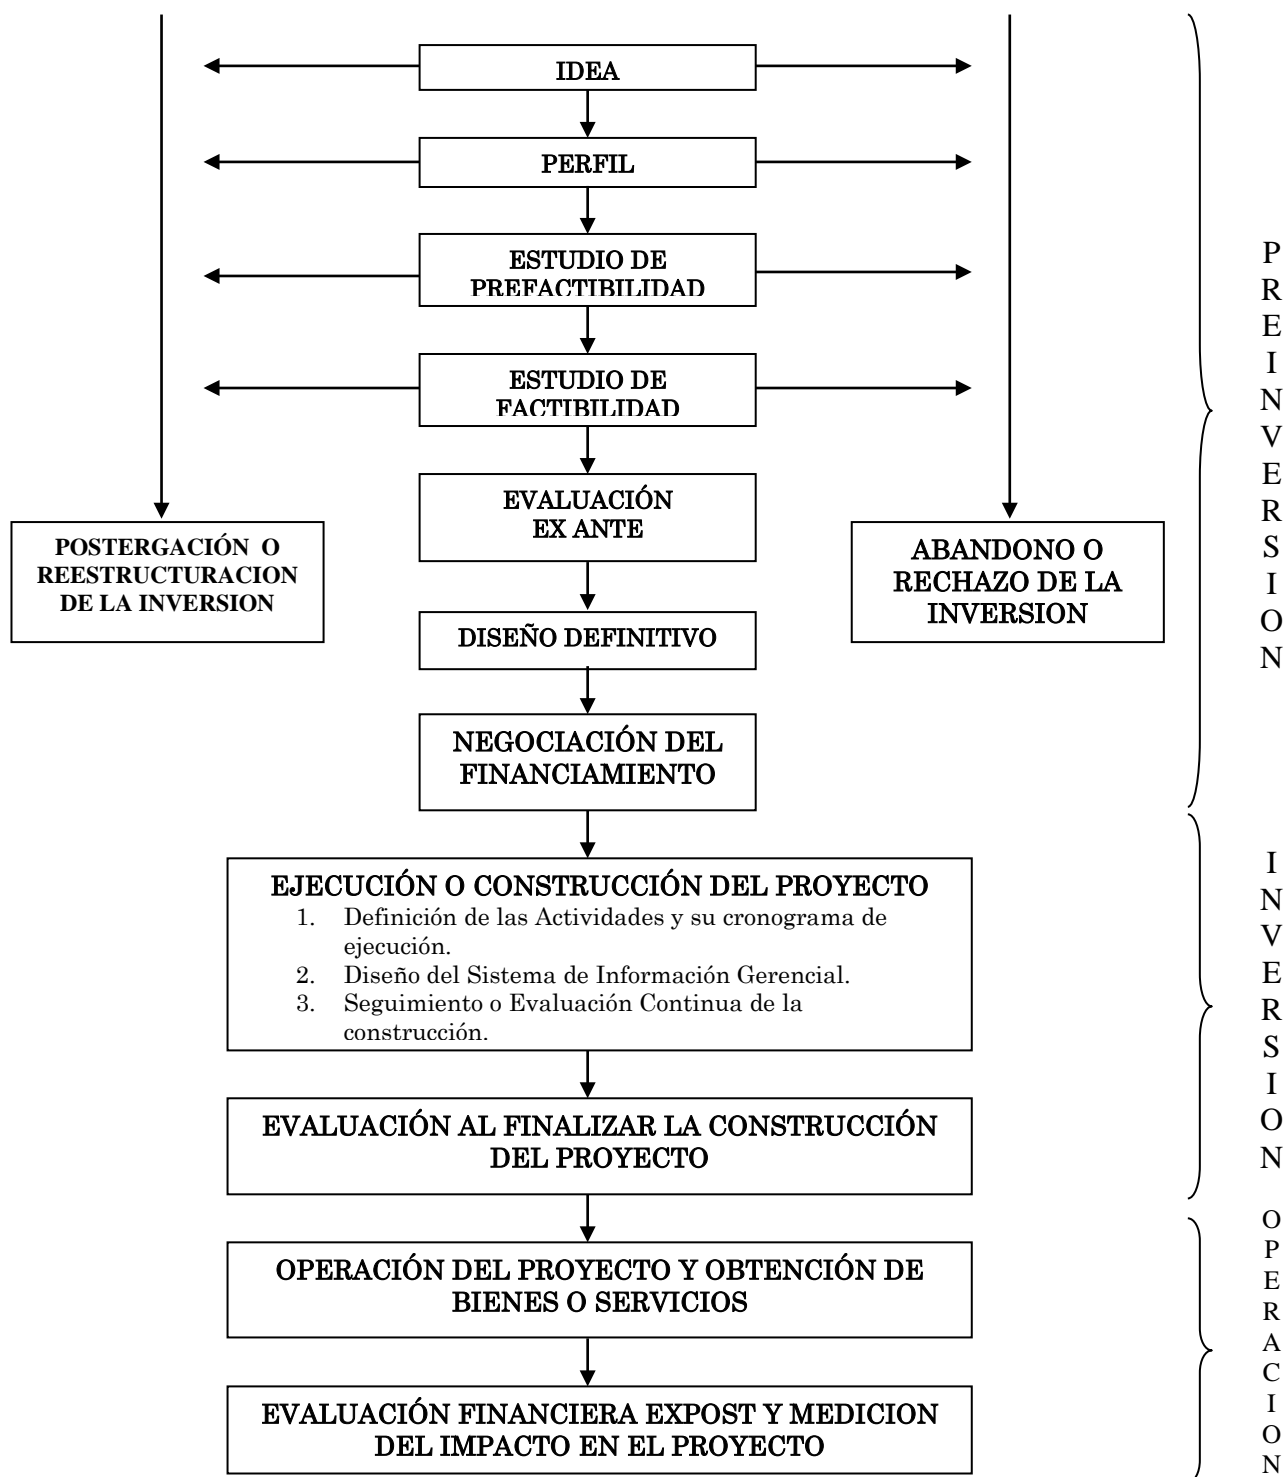 IDEA
PERFIL
ESTUDIO DE
PREFACTIBILIDAD
ESTUDIO DE
FACTIBILIDAD
EVALUACIÓN
EX ANTE
POSTERGACIÓN O
REESTRUCTURACION
DE LA INVERSION
ABANDONO O
RECHAZO DE LA
INVERSION
DISEÑO DEFINITIVO
NEGOCIACIÓN DEL
FINANCIAMIENTO
PREINVERSION
EJECUCIÓN O CONSTRUCCIÓN DEL PROYECTO
1. Definición de las Actividades y su cronograma de
ejecución.
2. Diseño del Sistema de Información Gerencial.
3. Seguimiento o Evaluación Continua de la
construcción.
EVALUACIÓN AL FINALIZAR LA CONSTRUCCIÓN
DEL PROYECTO
INVERSION
OPERACIÓN DEL PROYECTO Y OBTENCIÓN DE
BIENES O SERVICIOS
EVALUACIÓN FINANCIERA EXPOST Y MEDICION
DEL IMPACTO EN EL PROYECTO
OPERACION